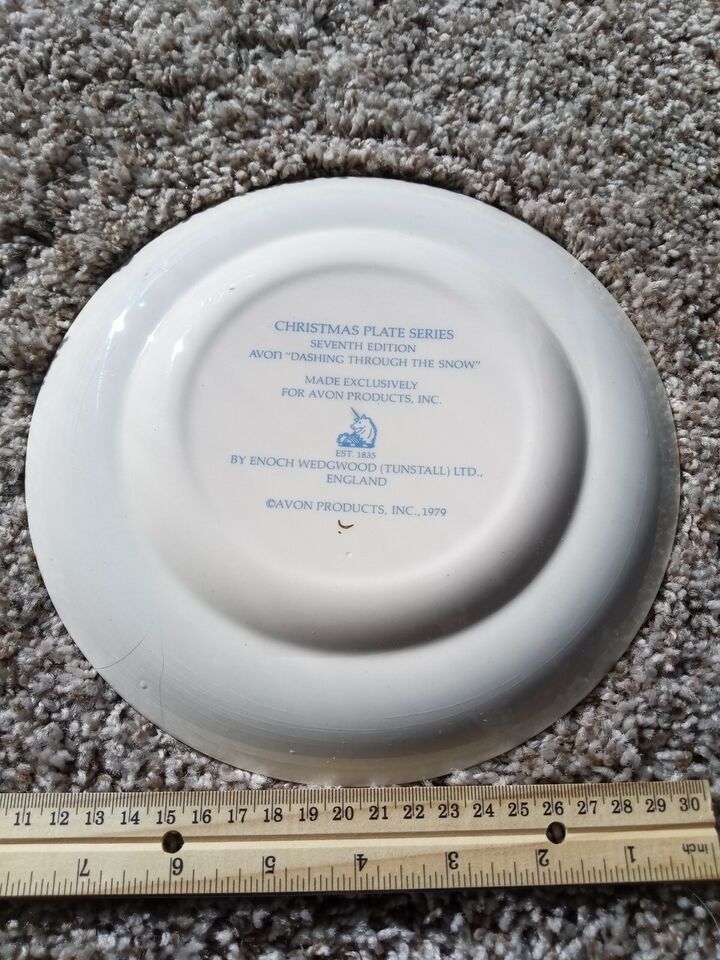 CHRISTMAS PLATE SERIES
SEVENTH EDITION
AVON "DASHING THROUGH THE SNOW"
MADE EXCLUSIVELY
FOR AVON PRODUCTS, INC.
EST. 1835
BY ENOCH WEDGWOOD (TUNSTALL) LTD.,
ENGLAND
©AVON PRODUCTS, INC., 1979
11 12 13 14 15 16 17 18 19 20 21 22 23 24 25 26 27 28 29 30
7 6 5 4 3 2 1 inch